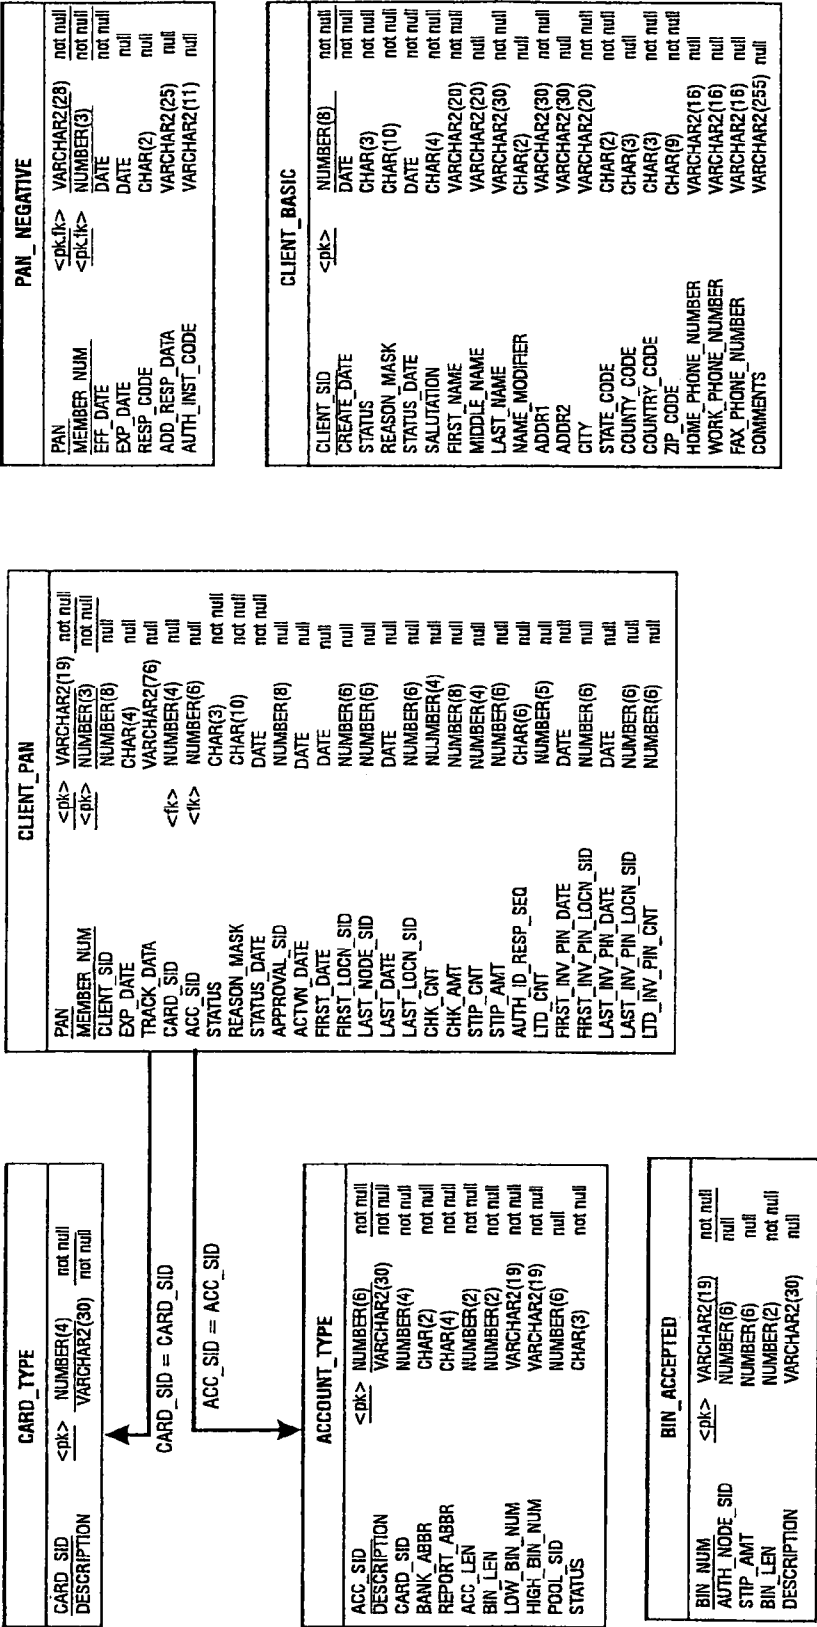 CARD_TYPE
CARD_SID <pk> NUMBER(4) not null
DESCRIPTION VARCHAR2(30) not null
CARD_SID = CARD_SID
ACC_SID = ACC_SID
ACCOUNT_TYPE
ACC_SID <pk> NUMBER(6) not null
DESCRIPTION VARCHAR2(30) not null
CARD_SID NUMBER(4) not null
BANK_ABBR CHAR(2) not null
REPORT_ABBR CHAR(4) not null
ACC_LEN NUMBER(2) not null
BIN_LEN NUMBER(2) not null
LOW_BIN_NUM VARCHAR2(19) not null
HIGH_BIN_NUM VARCHAR2(19) not null
POOL_SID NUMBER(6) null
STATUS CHAR(3) not null
BIN_ACCEPTED
BIN_NUM <pk> VARCHAR2(19) not null
AUTH_NODE_SID NUMBER(6) null
STIP_AMT NUMBER(6) null
BIN_LEN NUMBER(2) not null
DESCRIPTION VARCHAR2(30) null
CLIENT_PAN
PAN <pk> VARCHAR2(19) not null
MEMBER_NUM <pk> NUMBER(3) not null
CLIENT_SID NUMBER(8) null
EXP_DATE CHAR(4) null
TRACK_DATA VARCHAR2(76) null
CARD_SID <fk> NUMBER(4) null
ACC_SID <fk> NUMBER(6) null
STATUS CHAR(3) not null
REASON_MASK CHAR(10) not null
STATUS_DATE DATE not null
APPROVAL_SID NUMBER(8) null
ACTVN_DATE DATE null
FIRST_DATE DATE null
FIRST_LOCN_SID NUMBER(6) null
LAST_NODE_SID NUMBER(6) null
LAST_DATE DATE null
LAST_LOCN_SID NUMBER(6) null
CHK_CNT NUJMBER(4) null
CHK_AMT NUMBER(8) null
STIP_CNT NUMBER(4) null
STIP_AMT NUMBER(6) null
AUTH_ID_RESP_SEQ CHAR(6) null
LTD_CNT NUMBER(5) null
FIRST_INV_PIN_DATE DATE null
FIRST_INV_PIN_LOCN_SID NUMBER(6) null
LAST_INV_PIN_DATE DATE null
LAST_INV_PIN_LOCN_SID NUMBER(6) null
LTD_INV_PIN_CNT NUMBER(6) null
PAN_NEGATIVE
PAN <pk.fk> VARCHAR2(28) not null
MEMBER_NUM <pk.fk> NUMBER(3) not null
EFF_DATE DATE not null
EXP_DATE DATE null
RESP_CODE CHAR(2) null
ADD_RESP_DATA VARCHAR2(25) null
AUTH_INST_CODE VARCHAR2(11) null
CLIENT_BASIC
CLIENT_SID <pk> NUMBER(8) not null
CREATE_DATE DATE not null
STATUS CHAR(3) not null
REASON_MASK CHAR(10) not null
STATUS_DATE DATE not null
SALUTATION CHAR(4) not null
FIRST_NAME VARCHAR2(20) not null
MIDDLE_NAME VARCHAR2(20) null
LAST_NAME VARCHAR2(30) not null
NAME_MODIFIER CHAR(2) null
ADDR1 VARCHAR2(30) not null
ADDR2 VARCHAR2(30) null
CITY VARCHAR2(20) not null
STATE_CODE CHAR(2) not null
COUNTY_CODE CHAR(3) null
COUNTRY_CODE CHAR(3) not null
ZIP_CODE CHAR(9) not null
HOME_PHONE_NUMBER VARCHAR2(16) null
WORK_PHONE_NUMBER VARCHAR2(16) null
FAX_PHONE_NUMBER VARCHAR2(16) null
COMMENTS VARCHAR2(255) null